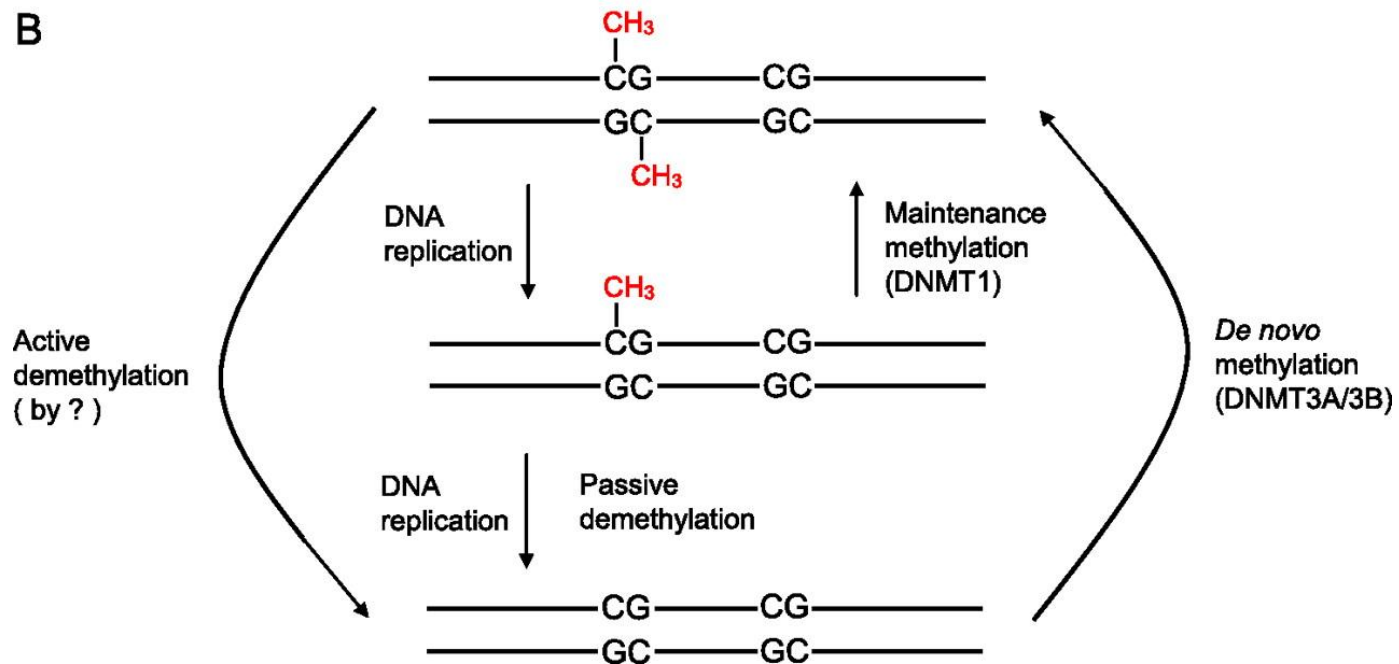 B
CH₃
CG CG
GC GC
CH₃
DNA
replication
Maintenance
methylation
(DNMT1)
CH₃
CG CG
GC GC
Active
demethylation
( by ? )
De novo
methylation
(DNMT3A/3B)
DNA
replication
Passive
demethylation
CG CG
GC GC